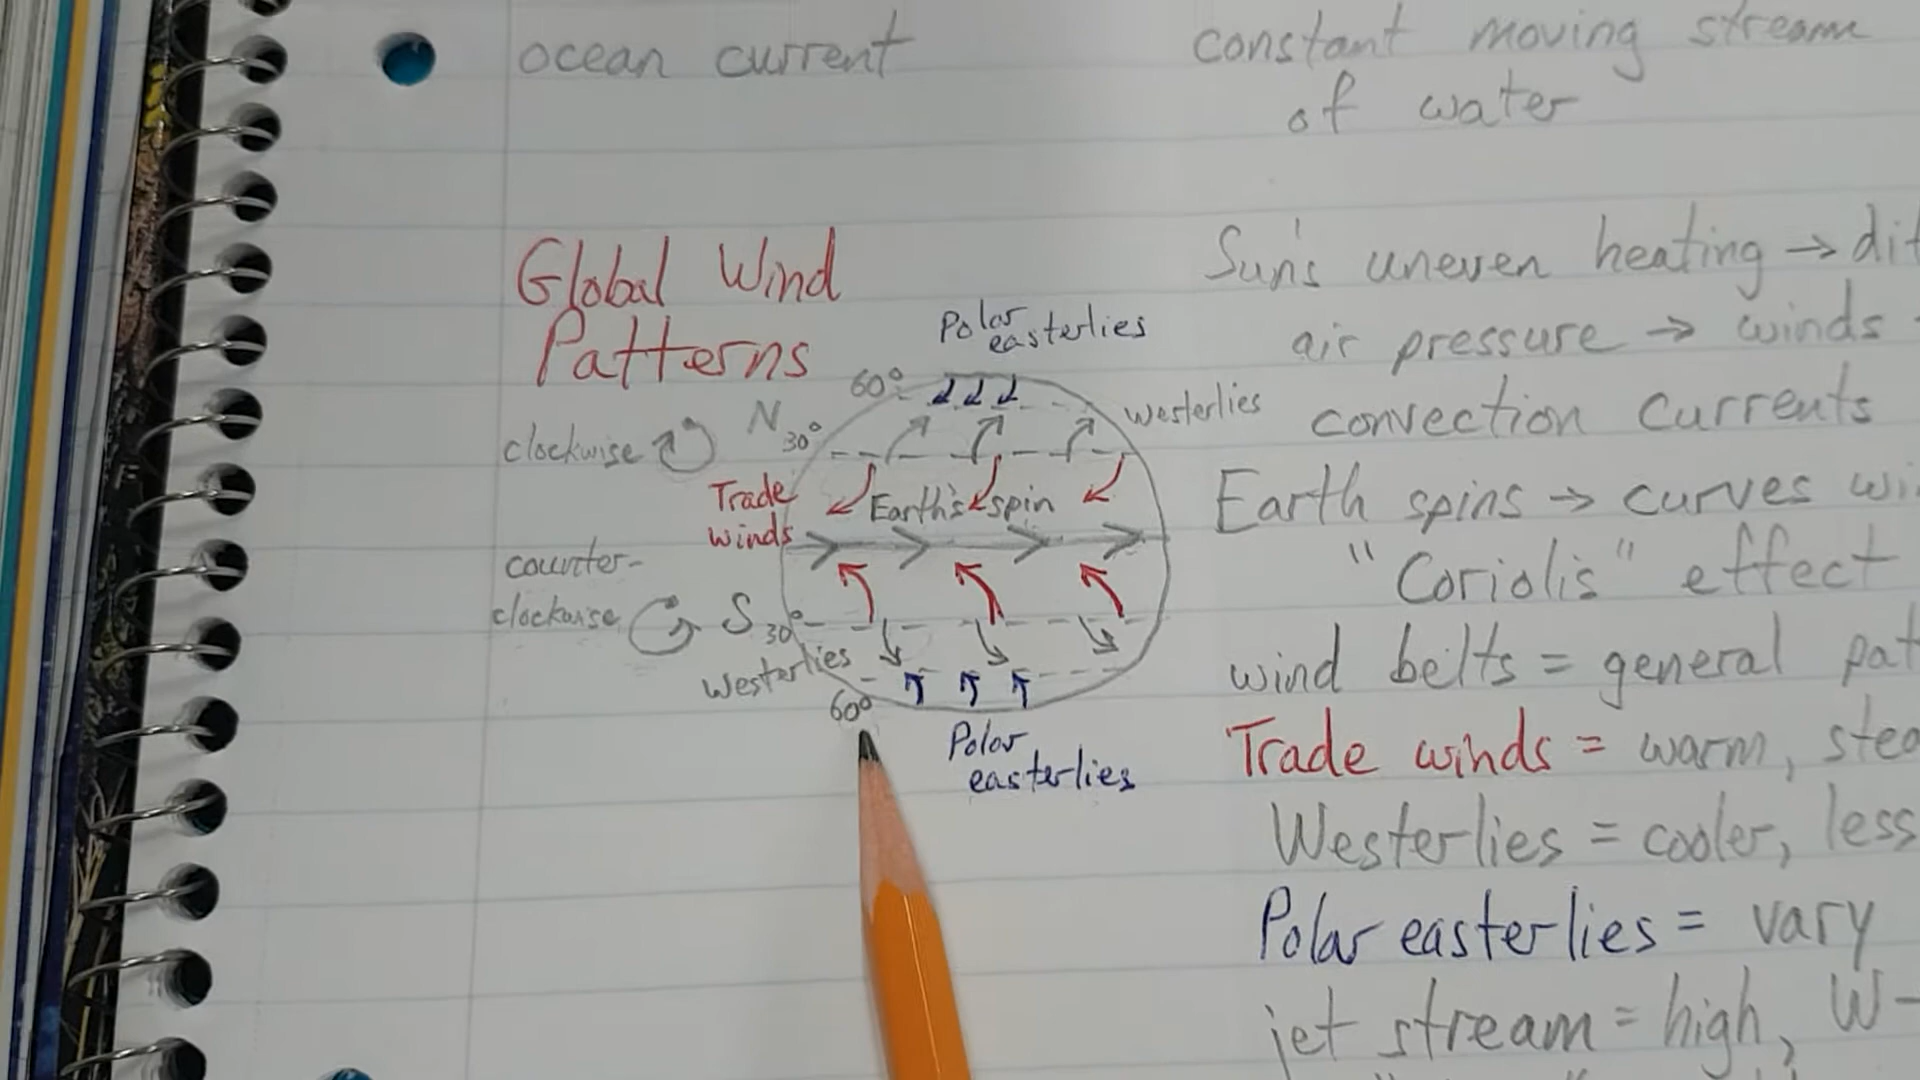 ocean current
constant moving stream
of water
Global Wind
Patterns
Polar
easterlies
60°
Westerlies
N
30°
clockwise
Trade
winds
Earth's spin
counter-
clockwise
S
30°
Westerlies
60°
Polar
easterlies
Sun's uneven heating →
air pressure → winds
convection currents
Earth spins → curves
"Coriolis" effect
wind belts = general
Trade winds = warm,
Westerlies = cooler, less
Polar easterlies = vary
jet stream = high, W-